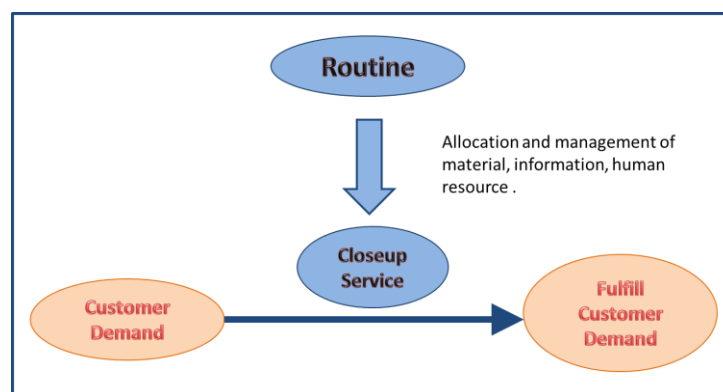 Routine
Allocation and management of
material, information, human
resource .
Closeup
Service
Customer
Demand
Fulfill
Customer
Demand